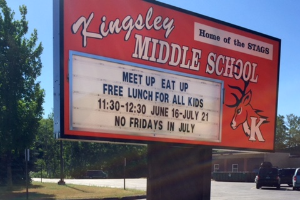 Kingsley
Home of the STAGS
MIDDLE SCHOOL
MEET UP EAT UP
FREE LUNCH FOR ALL KIDS
11:30-12:30 JUNE 16-JULY 21
NO FRIDAYS IN JULY
K